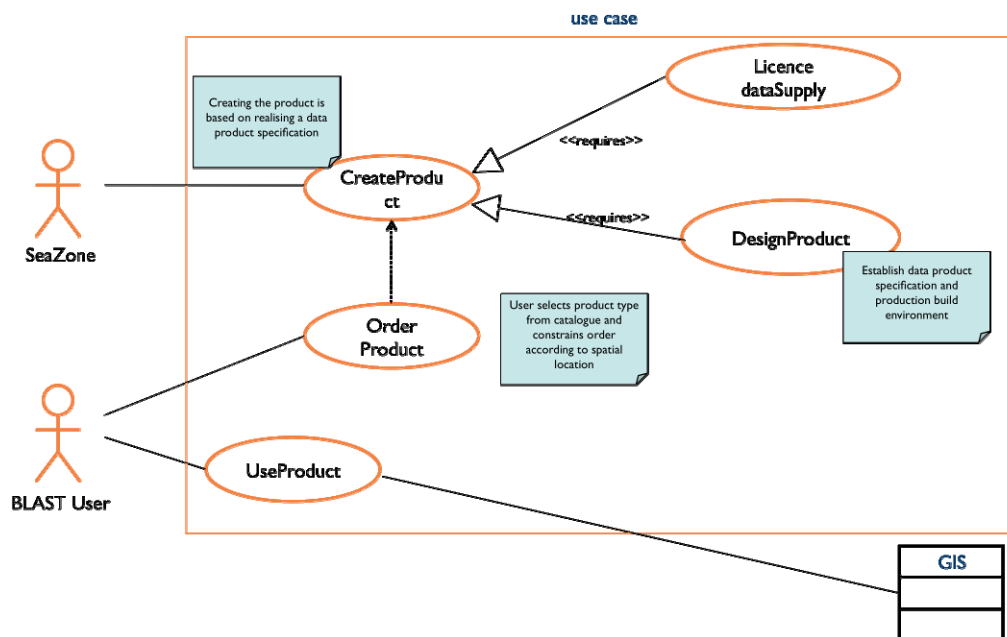 use case
Licence
dataSupply
Creating the product is
based on realising a data
product specification
<<requires>>
CreateProdu
ct
<<requires>>
DesignProduct
SeaZone
Establish data product
specification and
production build
environment
User selects product type
from catalogue and
constrains order
according to spatial
location
Order
Product
UseProduct
BLAST User
GIS